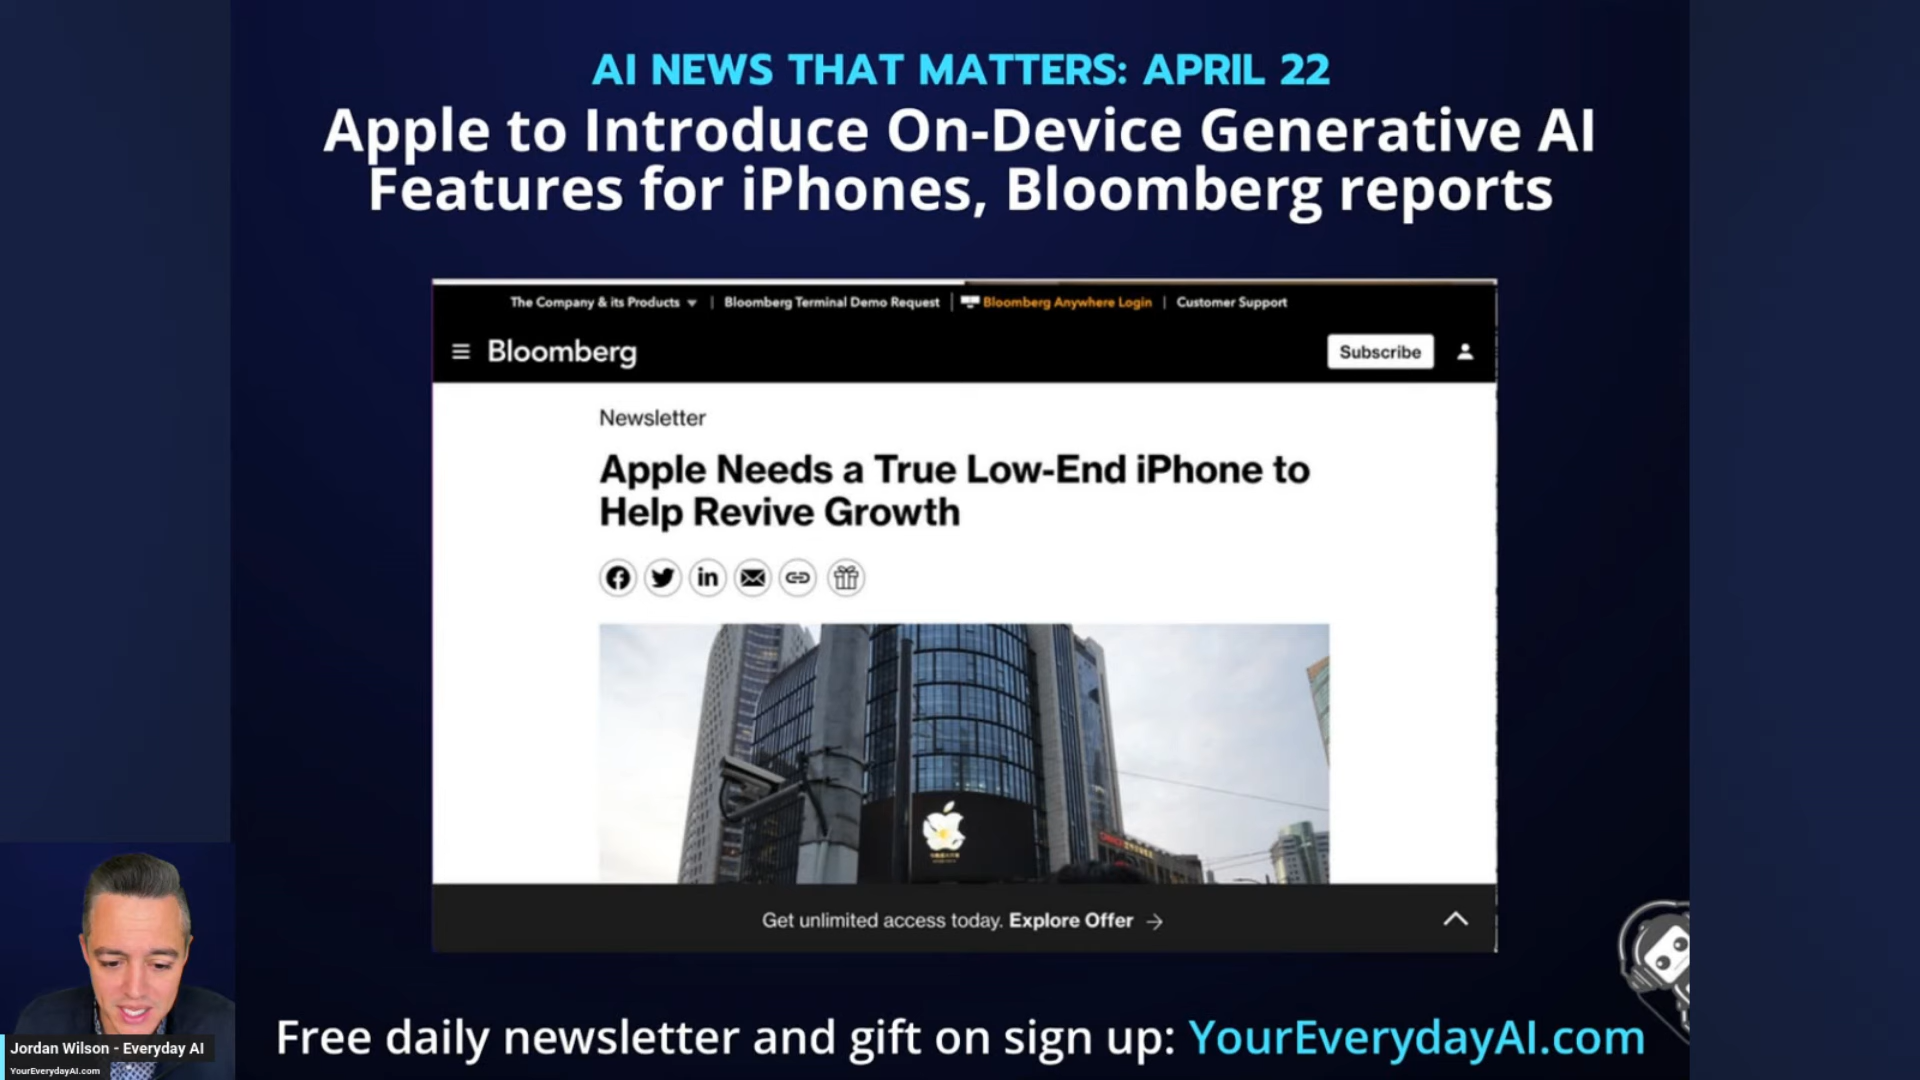 AI NEWS THAT MATTERS: APRIL 22
Apple to Introduce On-Device Generative AI
Features for iPhones, Bloomberg reports
The Company & its Products | Bloomberg Terminal Demo Request | Bloomberg Anywhere Login | Customer Support
Bloomberg
Subscribe
Newsletter
Apple Needs a True Low-End iPhone to
Help Revive Growth
Get unlimited access today. Explore Offer →
Jordan Wilson - Everyday AI
YourEverydayAI.com
Free daily newsletter and gift on sign up: YourEverydayAI.com